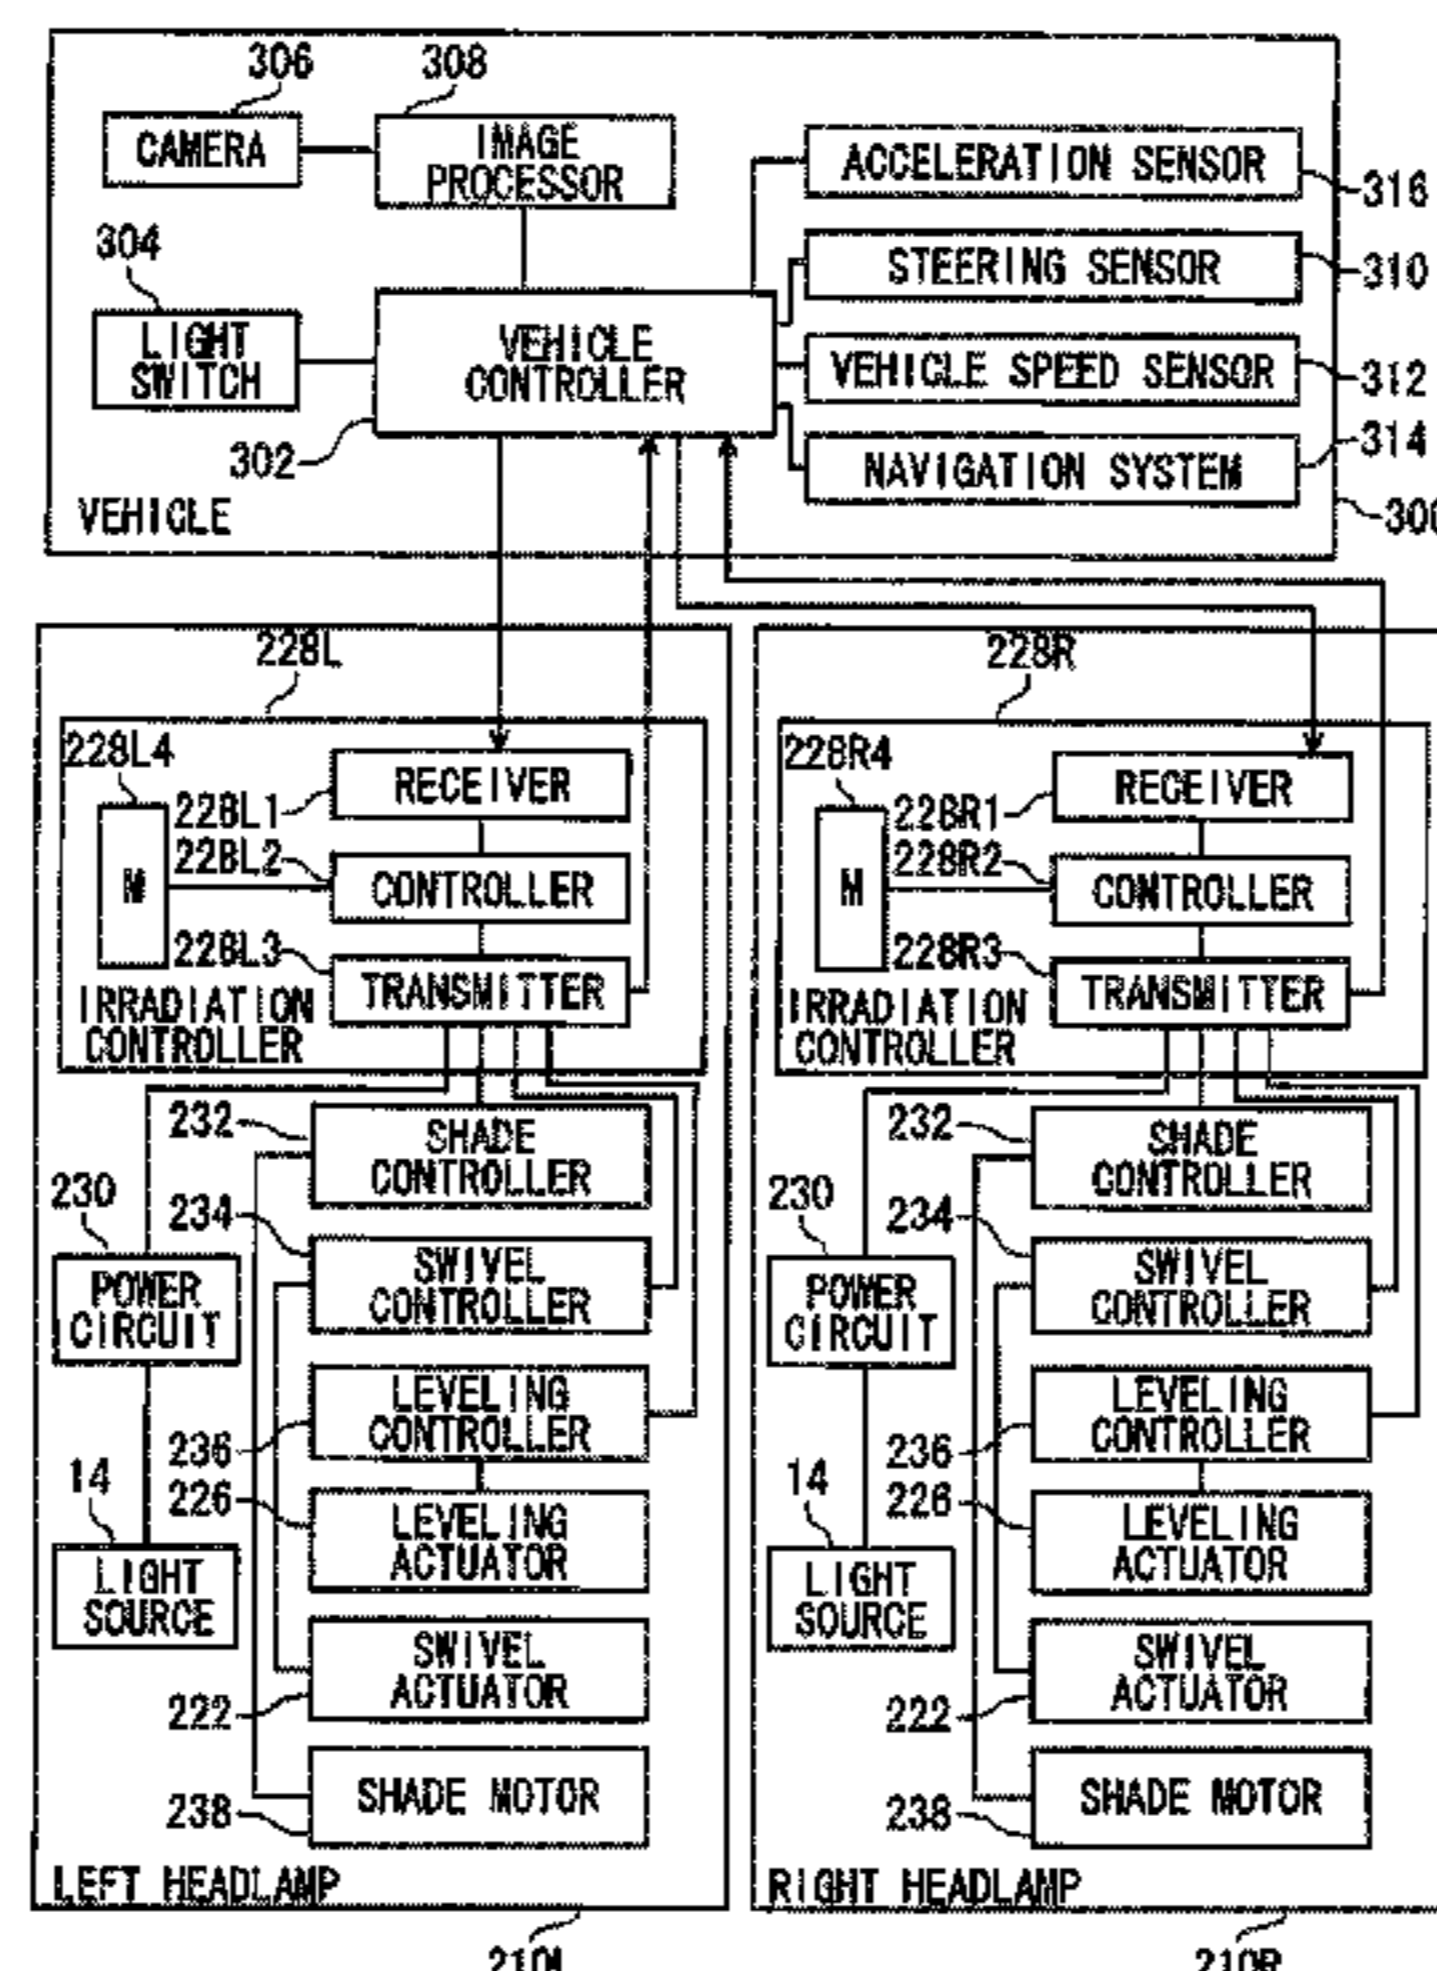 306
308
CAMERA
IMAGE
PROCESSOR
ACCELERATION SENSOR
316
304
STEERING SENSOR
310
LIGHT
SWITCH
VEHICLE
CONTROLLER
VEHICLE SPEED SENSOR
312
302
NAVIGATION SYSTEM
314
VEHICLE
300
228L
228L4
RECEIVER
228L1
228L2
M
CONTROLLER
228L3
TRANSMITTER
IRRADIATION
CONTROLLER
232
SHADE
CONTROLLER
230
234
SWIVEL
CONTROLLER
POWER
CIRCUIT
LEVELING
CONTROLLER
236
14
226
LEVELING
ACTUATOR
LIGHT
SOURCE
SWIVEL
ACTUATOR
222
SHADE MOTOR
238
LEFT HEADLAMP
228R
228R4
RECEIVER
228R1
228R2
M
CONTROLLER
228R3
TRANSMITTER
IRRADIATION
CONTROLLER
232
SHADE
CONTROLLER
230
234
SWIVEL
CONTROLLER
POWER
CIRCUIT
LEVELING
CONTROLLER
236
14
226
LEVELING
ACTUATOR
LIGHT
SOURCE
SWIVEL
ACTUATOR
222
SHADE MOTOR
238
RIGHT HEADLAMP
210R